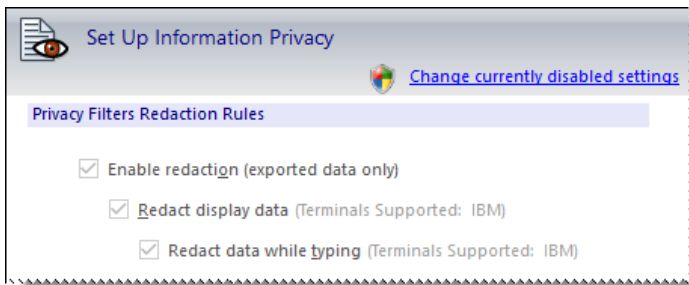 Set Up Information Privacy
Change currently disabled settings
Privacy Filters Redaction Rules
Enable redaction (exported data only)
Redact display data (Terminals Supported: IBM)
Redact data while typing (Terminals Supported: IBM)